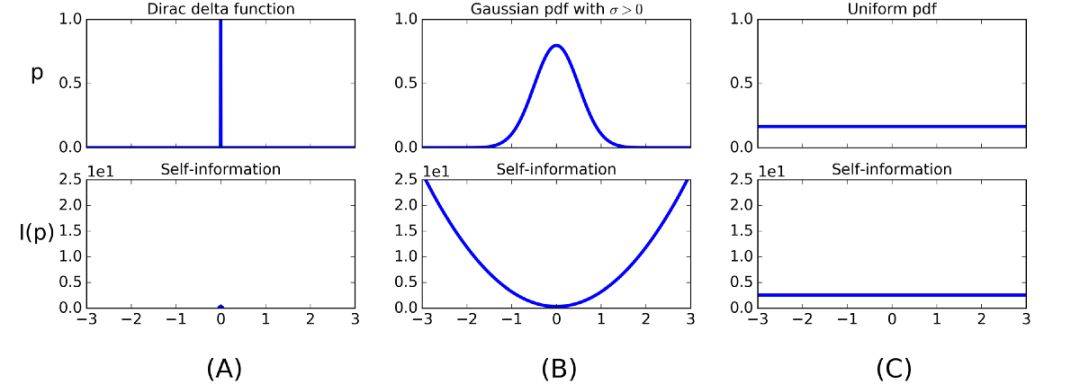 Dirac delta function
Gaussian pdf with σ > 0
Uniform pdf
1.0
0.5
0.0
p
1.0
0.5
0.0
1.0
0.5
0.0
Self-information
Self-information
Self-information
1e1
2.5
2.0
1.5
1.0
0.5
0.0
I(p)
−3 −2 −1 0 1 2 3
1e1
2.5
2.0
1.5
1.0
0.5
0.0
−3 −2 −1 0 1 2 3
1e1
2.5
2.0
1.5
1.0
0.5
0.0
−3 −2 −1 0 1 2 3
(A)
(B)
(C)